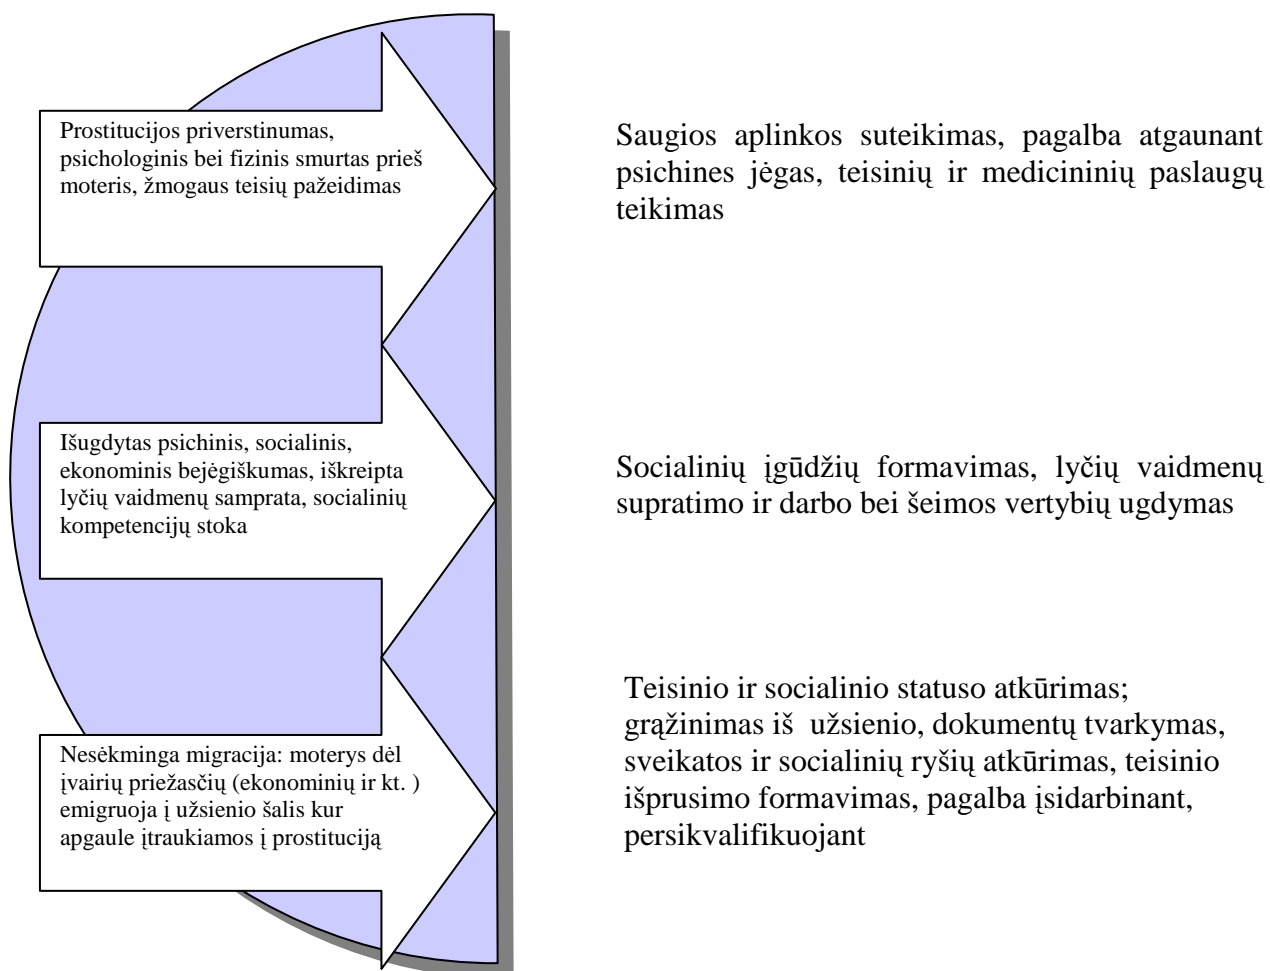 Prostitucijos priverstinumas,
psichologinis bei fizinis smurtas prieš
moteris, žmogaus teisių pažeidimas
Saugios aplinkos suteikimas, pagalba atgaunant
psichines jėgas, teisinių ir medicininių paslaugų
teikimas
Išugdytas psichinis, socialinis,
ekonominis bejėgiškumas, iškreipta
lyčių vaidmenų samprata, socialinių
kompetencijų stoka
Socialinių įgūdžių formavimas, lyčių vaidmenų
supratimo ir darbo bei šeimos vertybių ugdymas
Nesėkminga migracija: moterys dėl
įvairių priežasčių (ekonominių ir kt. )
emigruoja į užsienio šalis kur
apgaule įtraukiamos į prostituciją
Teisinio ir socialinio statuso atkūrimas;
grąžinimas iš  užsienio, dokumentų tvarkymas,
sveikatos ir socialinių ryšių atkūrimas, teisinio
išprusimo formavimas, pagalba įsidarbinant,
persikvalifikuojant